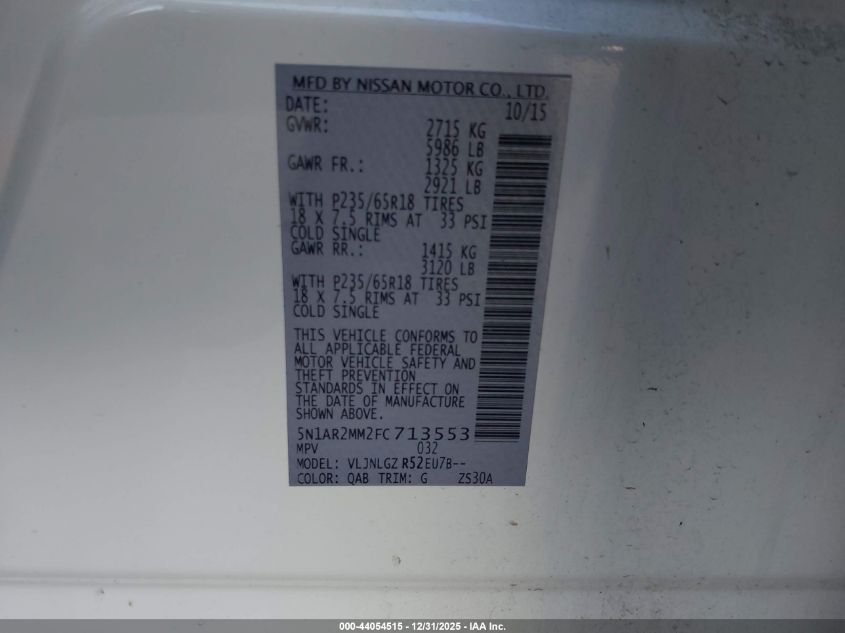 MFD BY NISSAN MOTOR CO., LTD.
DATE: 10/15
GVWR: 2715 KG
5986 LB
GAWR FR.: 1325 KG
2921 LB
WITH P235/65R18 TIRES
18 X 7.5 RIMS AT 33 PSI
COLD SINGLE
GAWR RR.: 1415 KG
3120 LB
WITH P235/65R18 TIRES
18 X 7.5 RIMS AT 33 PSI
COLD SINGLE
THIS VEHICLE CONFORMS TO
ALL APPLICABLE FEDERAL
MOTOR VEHICLE SAFETY AND
THEFT PREVENTION
STANDARDS IN EFFECT ON
THE DATE OF MANUFACTURE
SHOWN ABOVE.
5N1AR2MM2FC713553
MPV 032
MODEL: VLJNLGZ R52EU7B--
COLOR: QAB TRIM: G ZS30A
000-44054515 - 12/31/2025 - IAA Inc.